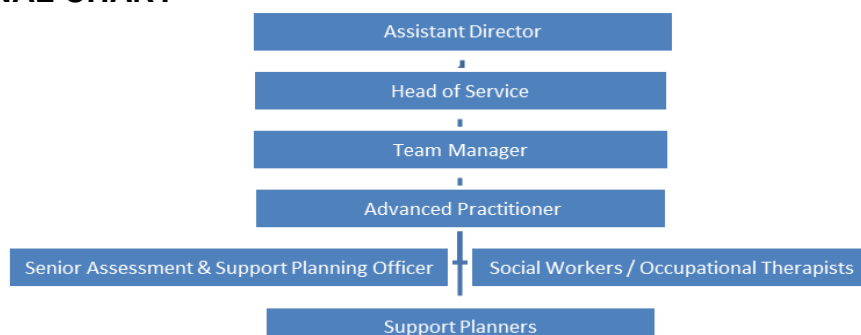 Assistant Director
Head of Service
Team Manager
Advanced Practitioner
Senior Assessment & Support Planning Officer
Social Workers / Occupational Therapists
Support Planners